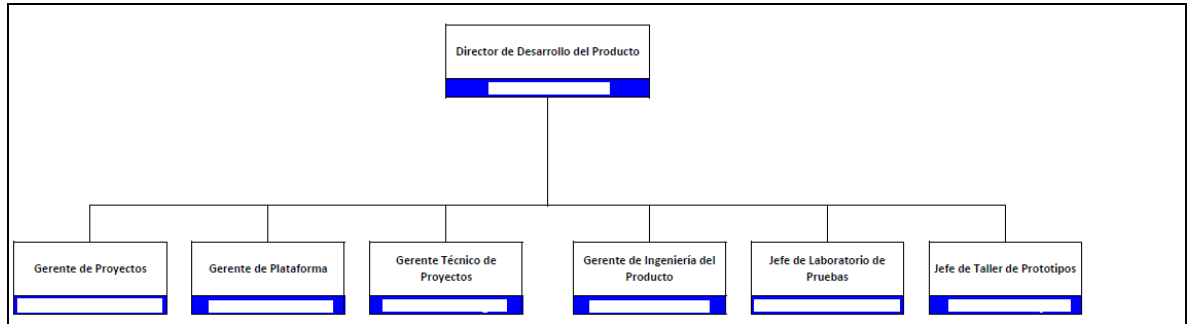 Director de Desarrollo del Producto
Gerente de Proyectos
Gerente de Plataforma
Gerente Técnico de
Proyectos
Gerente de Ingeniería del
Producto
Jefe de Laboratorio de
Pruebas
Jefe de Taller de Prototipos